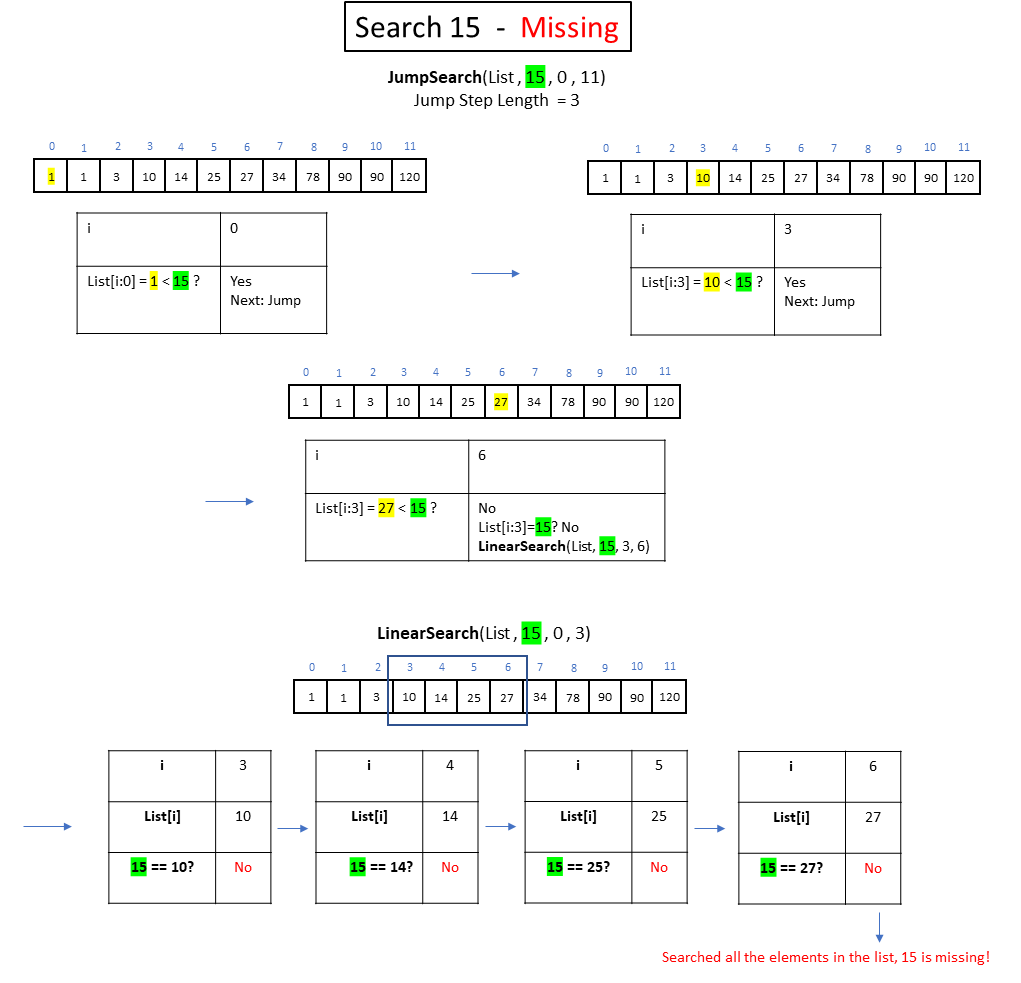 Search 15 - Missing
JumpSearch(List , 15 , 0 , 11)
Jump Step Length = 3
0 1 2 3 4 5 6 7 8 9 10 11
1 1 3 10 14 25 27 34 78 90 90 120
i 0
List[i:0] = 1 < 15 ? Yes
Next: Jump
0 1 2 3 4 5 6 7 8 9 10 11
1 1 3 10 14 25 27 34 78 90 90 120
i 3
List[i:3] = 10 < 15 ? Yes
Next: Jump
0 1 2 3 4 5 6 7 8 9 10 11
1 1 3 10 14 25 27 34 78 90 90 120
i 6
List[i:3] = 27 < 15 ? No
List[i:3]=15? No
LinearSearch(List, 15, 3, 6)
LinearSearch(List , 15 , 0 , 3)
0 1 2 3 4 5 6 7 8 9 10 11
1 1 3 10 14 25 27 34 78 90 90 120
i 3
List[i] 10
15 == 10? No
i 4
List[i] 14
15 == 14? No
i 5
List[i] 25
15 == 25? No
i 6
List[i] 27
15 == 27? No
Searched all the elements in the list, 15 is missing!